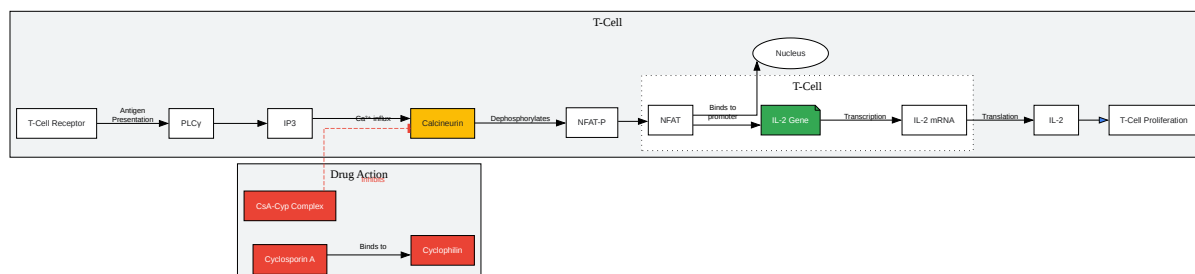 T-Cell
Nucleus
T-Cell
T-Cell Receptor
Antigen
Presentation
PLCγ
IP3
Ca²⁺ influx
Calcineurin
Dephosphorylates
NFAT-P
NFAT
Binds to
promoter
IL-2 Gene
Transcription
IL-2 mRNA
Translation
IL-2
T-Cell Proliferation
Drug Action
Inhibits
CsA-Cyp Complex
Cyclosporin A
Binds to
Cyclophilin